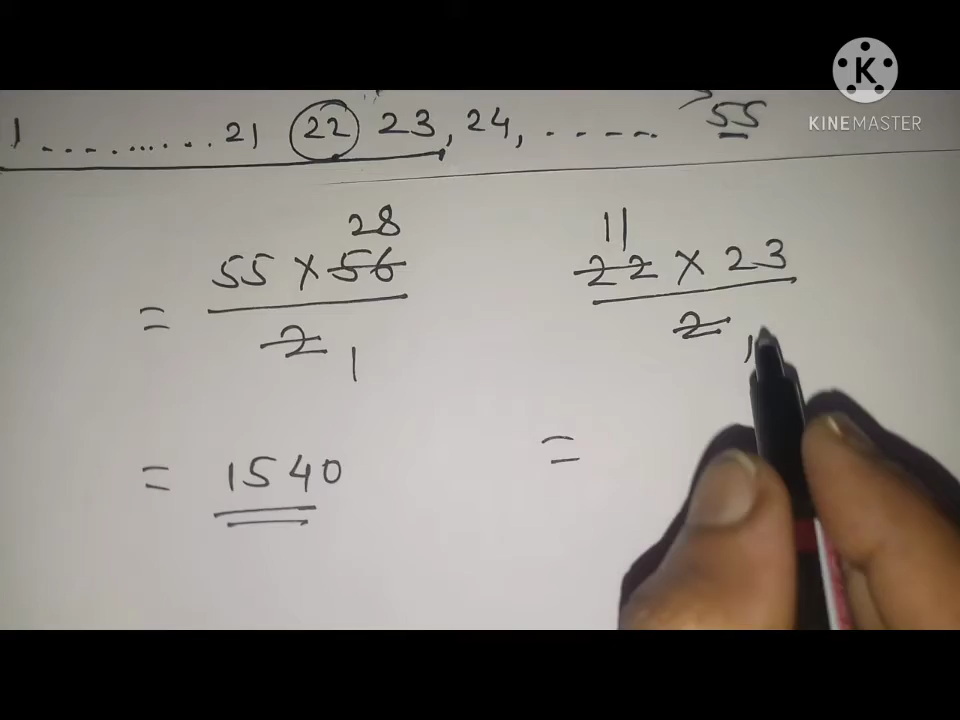 K
KINEMASTER
1 ........... 21 22 23, 24, ...... 55
28
= 55 × 56
2 1
= 1540
11
22 × 23
2 1
=